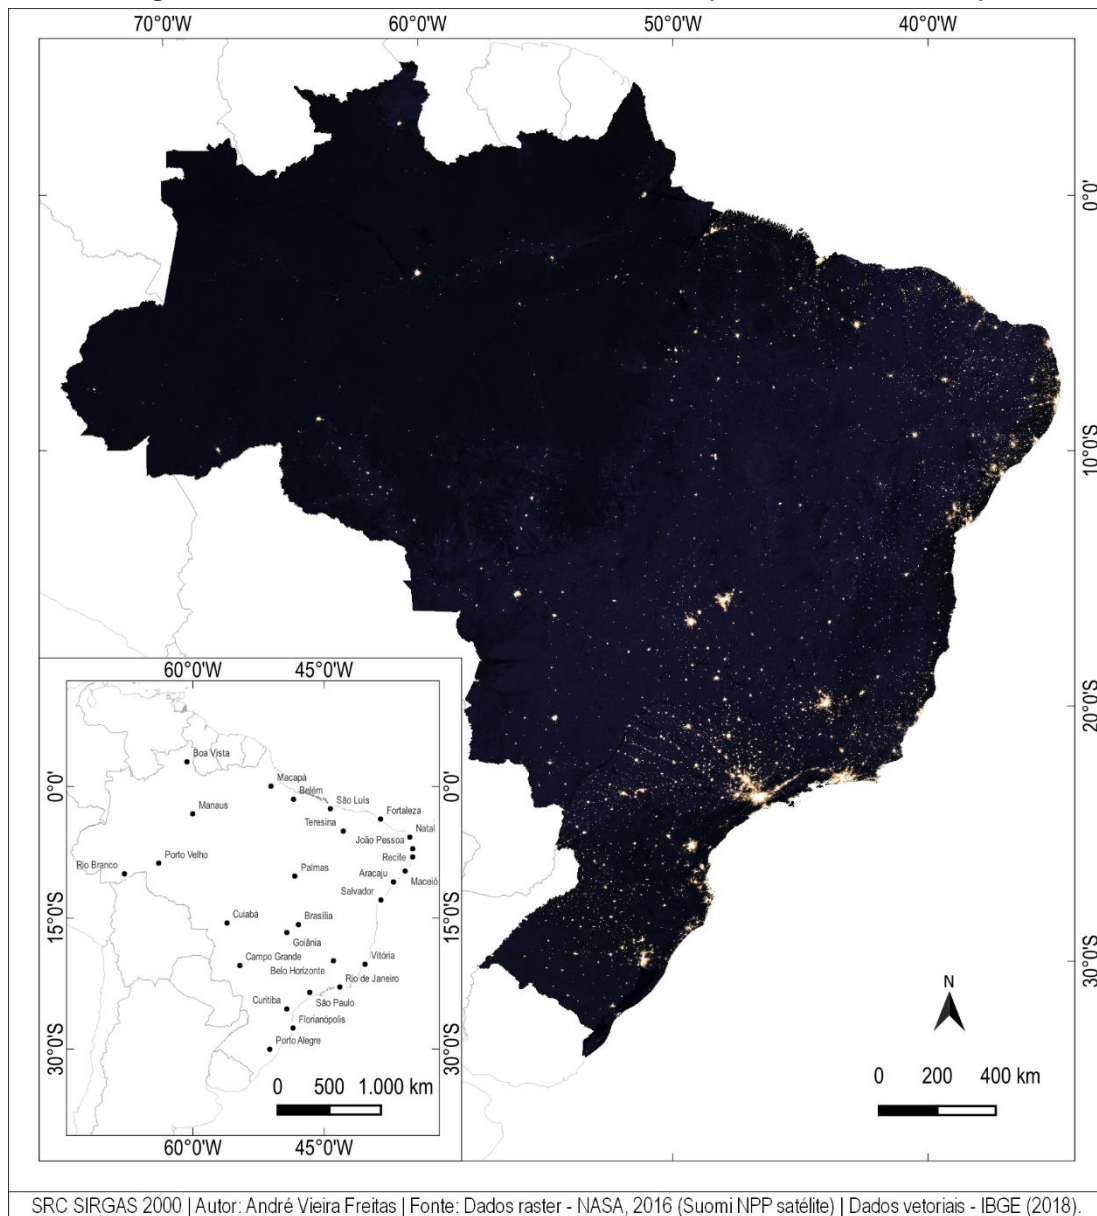 70°0'W 60°0'W 50°0'W 40°0'W
0°0'
10°0'S
20°0'S
30°0'S
60°0'W 45°0'W
0°0' 0°0'
15°0'S 15°0'S
30°0'S 30°0'S
Boa Vista
Macapá
Belém
São Luís
Manaus
Fortaleza
Teresina
Natal
João Pessoa
Recife
Porto Velho
Rio Branco
Palmas
Aracaju
Maceió
Salvador
Cuiabá
Brasília
Goiânia
Campo Grande
Vitória
Belo Horizonte
Rio de Janeiro
Curitiba
São Paulo
Florianópolis
Porto Alegre
0 500 1.000 km
60°0'W 45°0'W
N
0 200 400 km
SRC SIRGAS 2000 | Autor: André Vieira Freitas | Fonte: Dados raster - NASA, 2016 (Suomi NPP satélite) | Dados vetoriais - IBGE (2018).